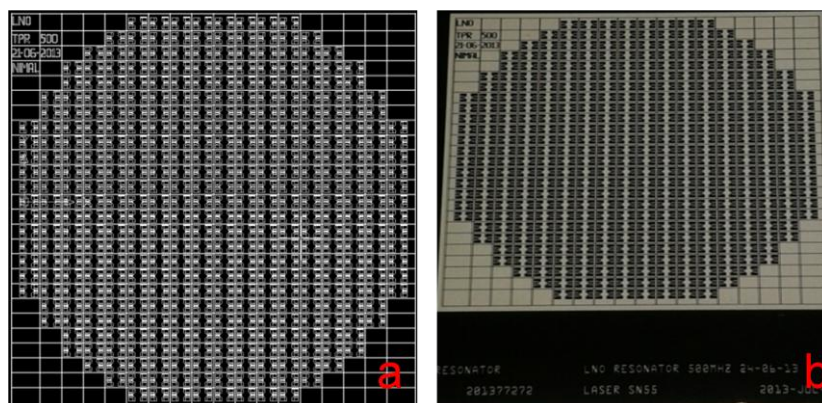 LNO
TPR 500
21-06-2013
NIMAL
a
LNO
TPR 500
21-06-2013
NIMAL
RESONATOR
LNO RESONATOR 500MHZ 24-06-13
201377272
LASER SN55
2013-JUL
b